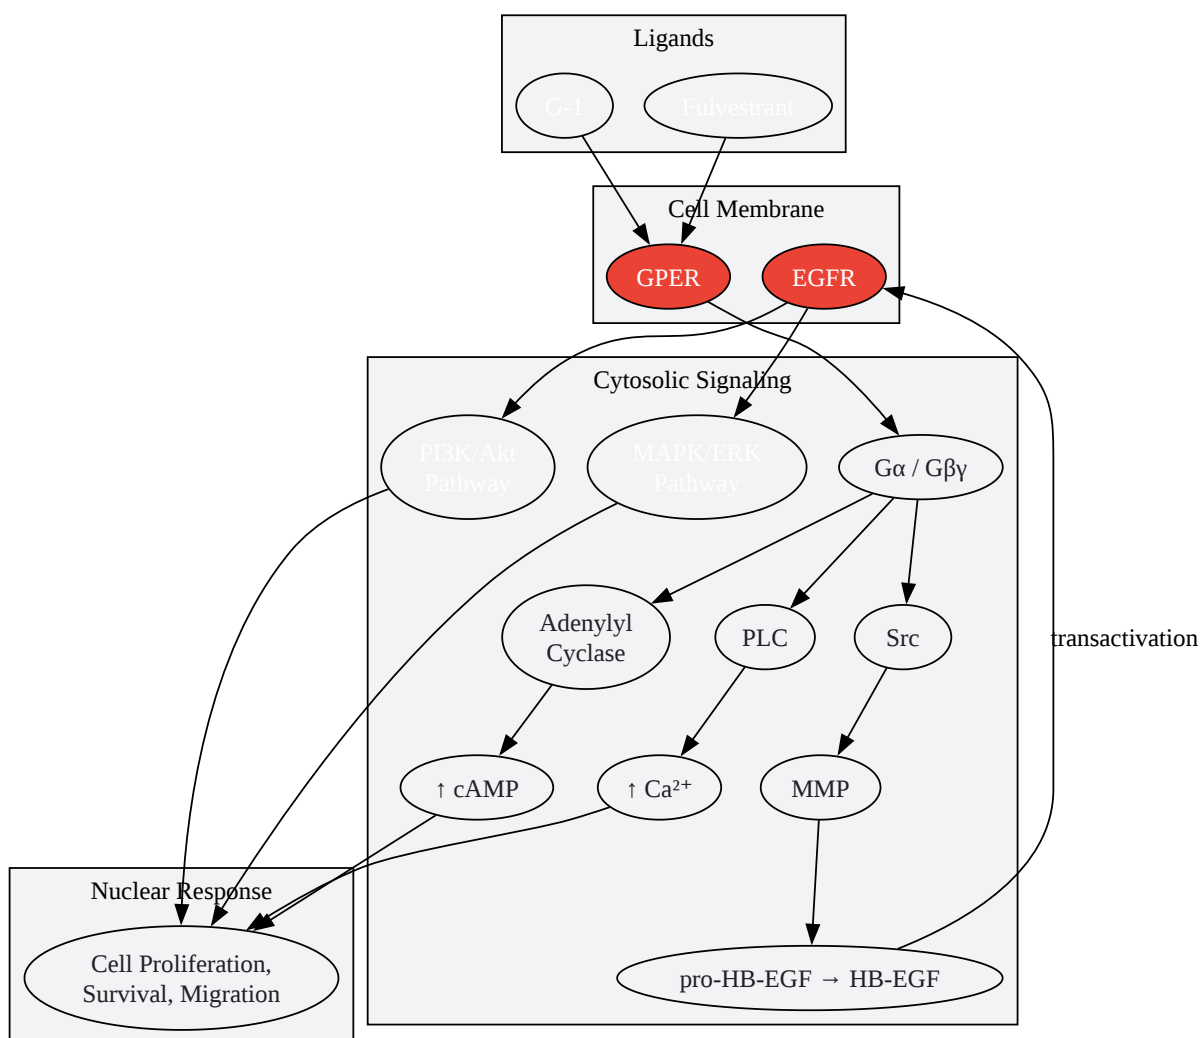 Ligands
G-1
Fulvestrant
Cell Membrane
GPER
EGFR
Cytosolic Signaling
PI3K/Akt
Pathway
MAPK/ERK
Pathway
Gα / Gβγ
Adenylyl
Cyclase
PLC
Src
transactivation
↑ cAMP
↑ Ca²⁺
MMP
Nuclear Response
Cell Proliferation,
Survival, Migration
pro-HB-EGF → HB-EGF